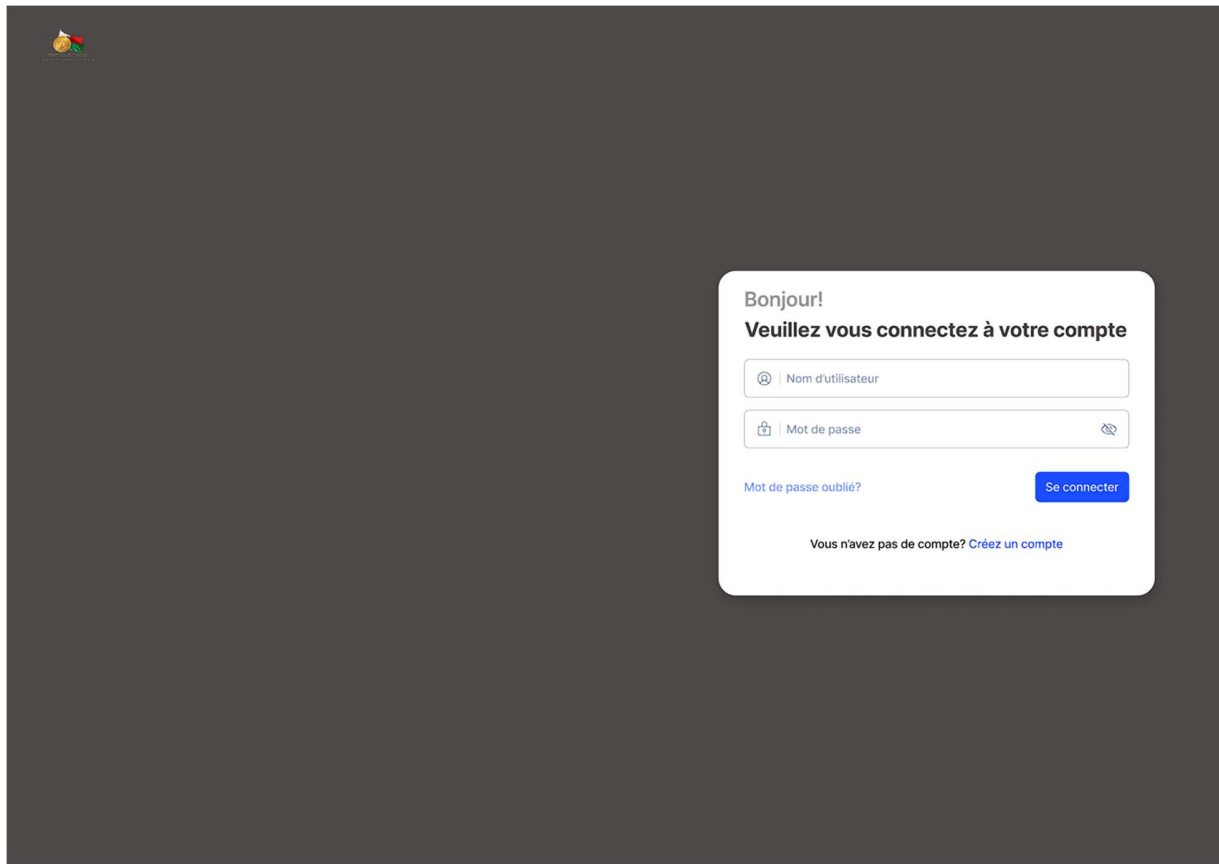 Bonjour!
Veuillez vous connectez à votre compte
Nom d'utilisateur
Mot de passe
Mot de passe oublié?
Se connecter
Vous n'avez pas de compte? Créez un compte